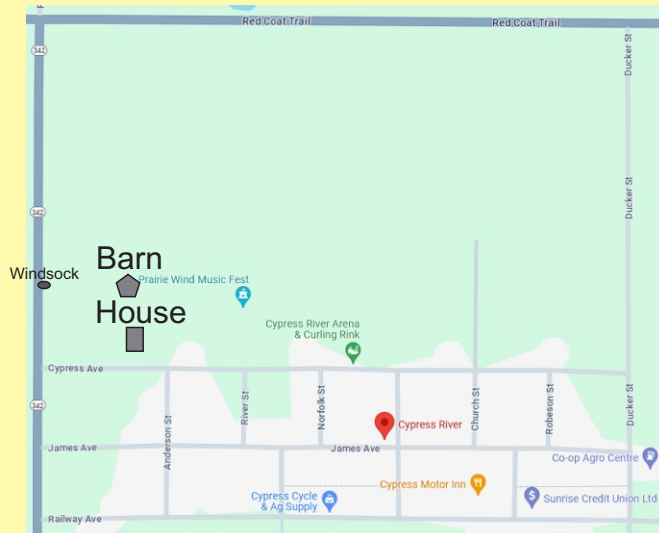 Red Coat Trail
Red Coat Trail
342
Ducker St
342
Ducker St
Barn
Windsock
Prairie Wind Music Fest
House
Cypress River Arena
& Curling Rink
Cypress Ave
342
Anderson St
River St
Norfolk St
Church St
Robeson St
Ducker St
Cypress River
James Ave
James Ave
Co-op Agro Centre
Cypress Motor Inn
Cypress Cycle
& Ag Supply
Sunrise Credit Union Ltd
Railway Ave